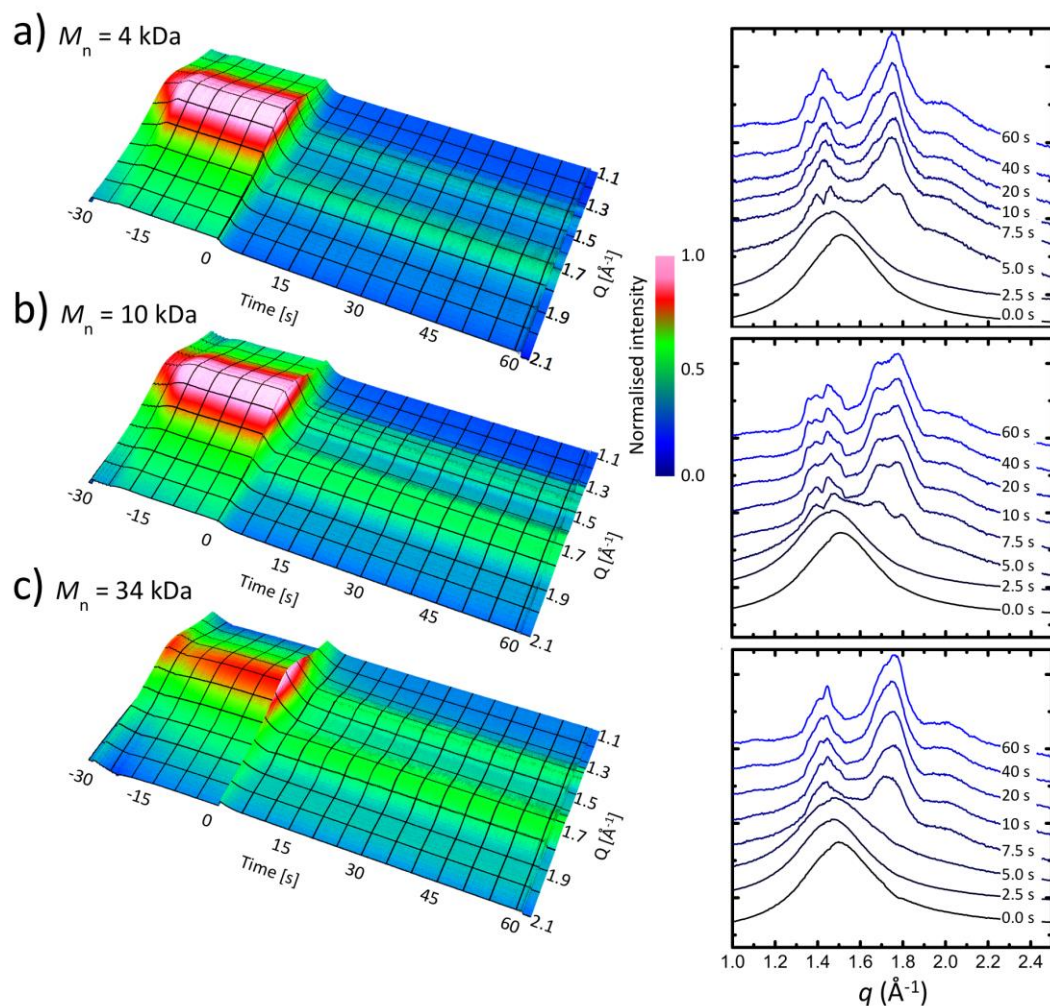 a) Mn = 4 kDa
-30
-15
0
15
30
45
60
Time [s]
1.1
1.3
1.5
1.7
1.9
2.1
Q [Å-1]
60 s
40 s
20 s
10 s
7.5 s
5.0 s
2.5 s
0.0 s
Normalised intensity
1.0
0.5
0.0
b) Mn = 10 kDa
-30
-15
0
15
30
45
60
Time [s]
1.1
1.3
1.5
1.7
1.9
2.1
Q [Å-1]
60 s
40 s
20 s
10 s
7.5 s
5.0 s
2.5 s
0.0 s
c) Mn = 34 kDa
-30
-15
0
15
30
45
60
Time [s]
1.1
1.3
1.5
1.7
1.9
2.1
Q [Å-1]
60 s
40 s
20 s
10 s
7.5 s
5.0 s
2.5 s
0.0 s
1.0 1.2 1.4 1.6 1.8 2.0 2.2 2.4
q (Å-1)